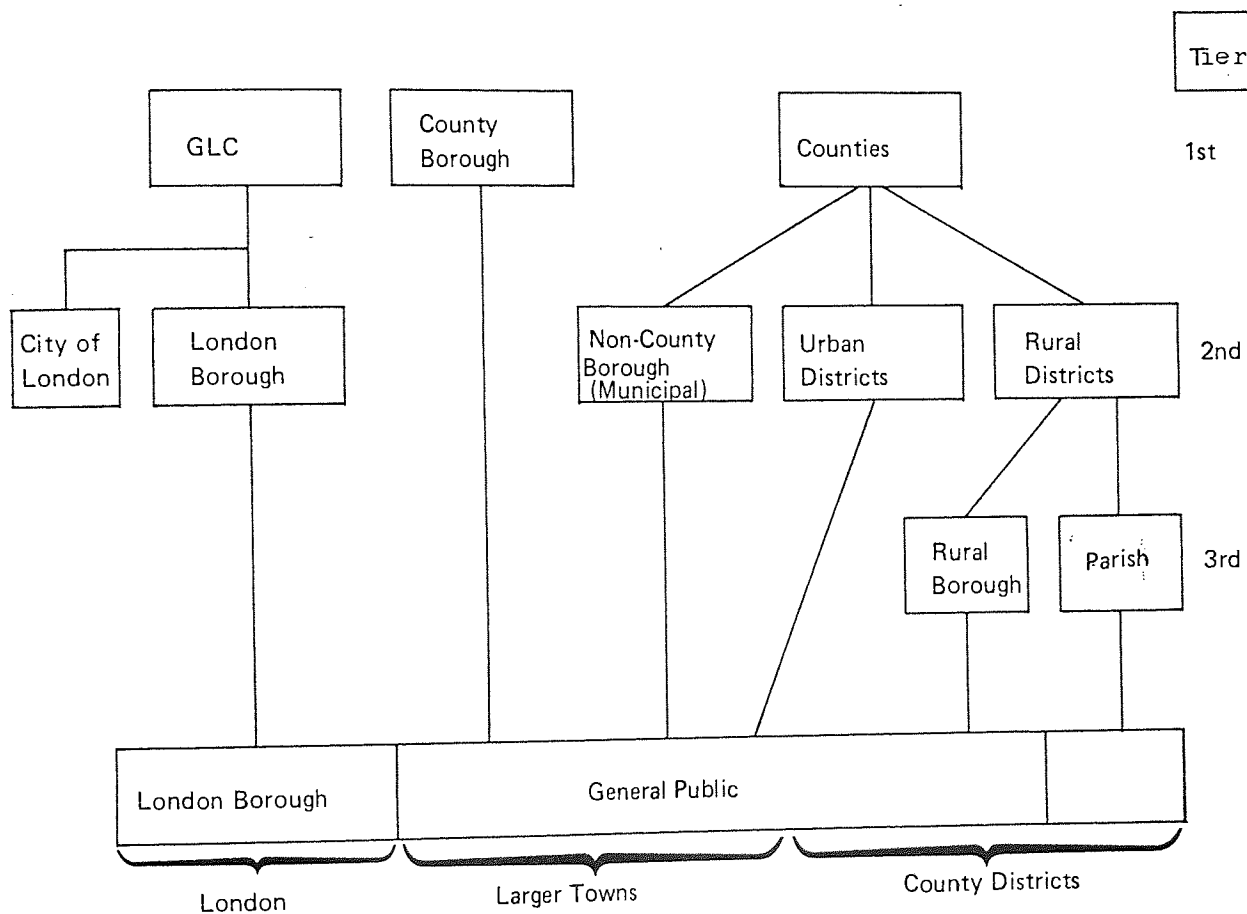 Tier
GLC
County
Borough
Counties
1st
City of
London
London
Borough
Non-County
Borough
(Municipal)
Urban
Districts
Rural
Districts
2nd
Rural
Borough
Parish
3rd
London Borough
General Public
London
Larger Towns
County Districts